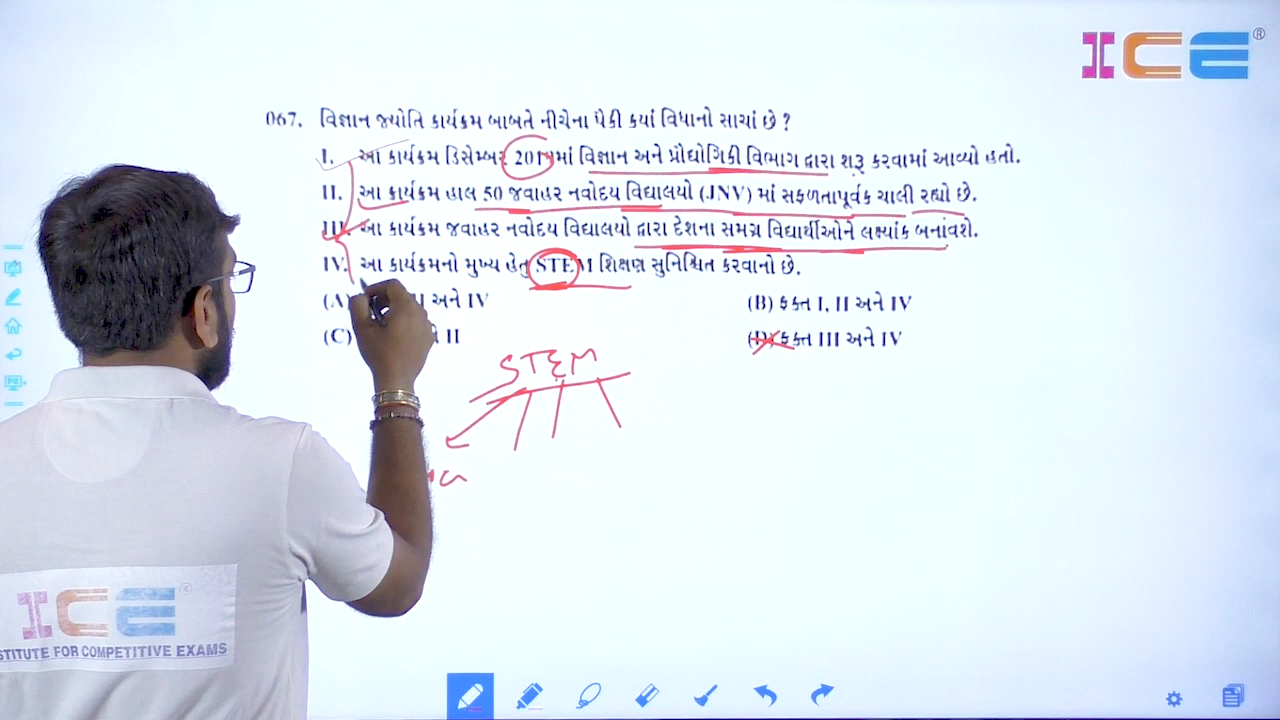 ICE®
067. વિજ્ઞાન જ્યોતિ કાર્યક્રમ બાબતે નીચેના પૈકી કયાં વિધાનો સાચાં છે ?
I. આ કાર્યક્રમ ડિસેમ્બર વિજ્ઞાન અને પ્રૌદ્યોગિકી વિભાગ દ્વારા શરૂ કરવામાં આવ્યો હતો.
II. આ કાર્યક્રમ હાલ 50 જવાહર નવોદય વિદ્યાલયો (JNV) માં સફળતાપૂર્વક ચાલી રહ્યો છે.
III. આ કાર્યક્રમ જવાહર નવોદય વિદ્યાલયો દ્વારા દેશના સમગ્ર વિદ્યાર્થીઓને લક્ષ્યાંક બનાંવશે.
IV. આ કાર્યક્રમનો મુખ્ય હેતુ STEM શિક્ષણ સુનિશ્ચિત કરવાનો છે.
(A) અને IV
(B) ફક્ત I, II અને IV
(C) II
(D) ફક્ત III અને IV
STEM
ICE®
INSTITUTE FOR COMPETITIVE EXAMS